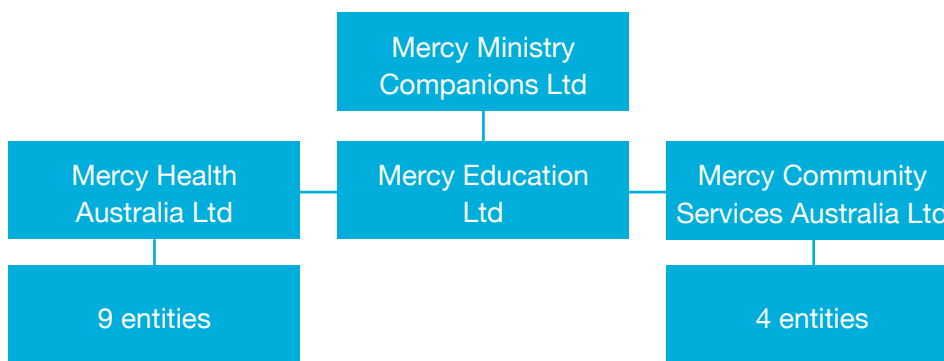 Mercy Ministry
Companions Ltd
Mercy Health
Australia Ltd
Mercy Education
Ltd
Mercy Community
Services Australia Ltd
9 entities
4 entities